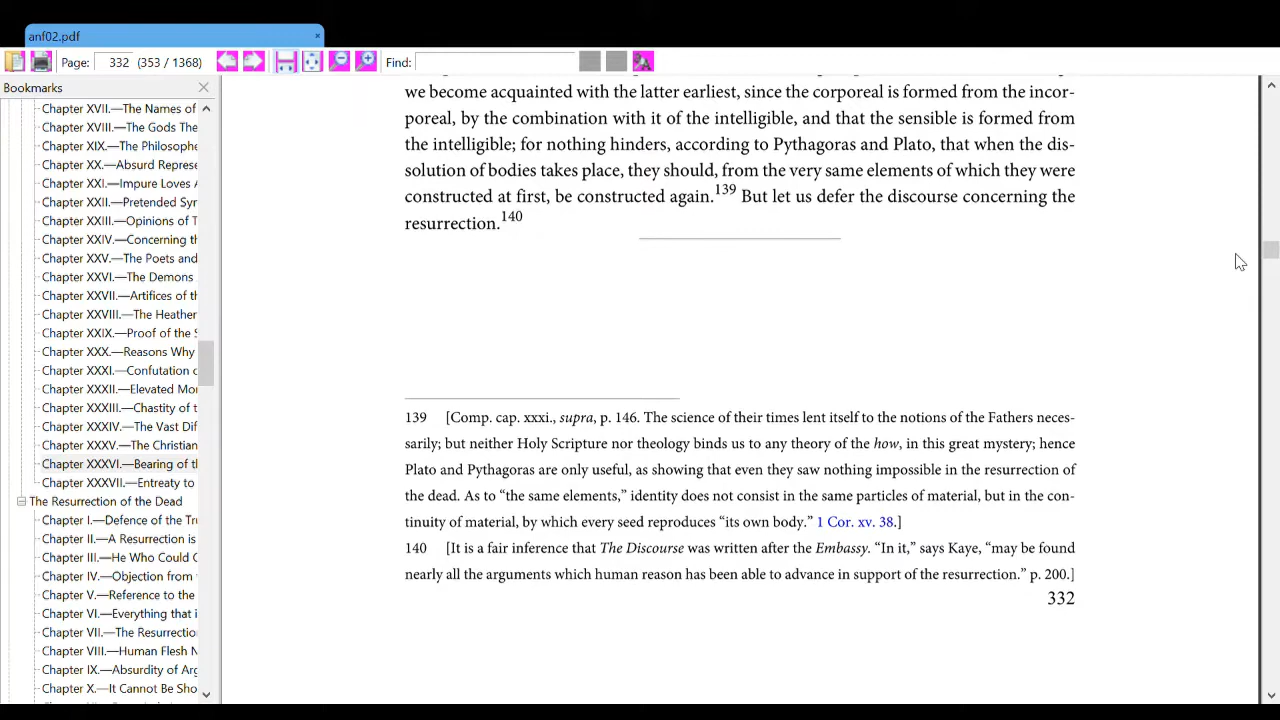 anf02.pdf
Page: 332 (353 / 1368) Find:
Bookmarks
Chapter XVII.—The Names of
Chapter XVIII.—The Gods The
Chapter XIX.—The Philosophe
Chapter XX.—Absurd Represe
Chapter XXI.—Impure Loves A
Chapter XXII.—Pretended Syr
Chapter XXIII.—Opinions of T
Chapter XXIV.—Concerning th
Chapter XXV.—The Poets and
Chapter XXVI.—The Demons
Chapter XXVII.—Artifices of th
Chapter XXVIII.—The Heather
Chapter XXIX.—Proof of the S
Chapter XXX.—Reasons Why
Chapter XXXI.—Confutation o
Chapter XXXII.—Elevated Mor
Chapter XXXIII.—Chastity of t
Chapter XXXIV.—The Vast Dif
Chapter XXXV.—The Christian
Chapter XXXVI.—Bearing of th
Chapter XXXVII.—Entreaty to
The Resurrection of the Dead
Chapter I.—Defence of the Tru
Chapter II.—A Resurrection is
Chapter III.—He Who Could C
Chapter IV.—Objection from
Chapter V.—Reference to the
Chapter VI.—Everything that i
Chapter VII.—The Resurrectio
Chapter VIII.—Human Flesh N
Chapter IX.—Absurdity of Arg
Chapter X.—It Cannot Be Sho
we become acquainted with the latter earliest, since the corporeal is formed from the incor-
poreal, by the combination with it of the intelligible, and that the sensible is formed from
the intelligible; for nothing hinders, according to Pythagoras and Plato, that when the dis-
solution of bodies takes place, they should, from the very same elements of which they were
constructed at first, be constructed again.139 But let us defer the discourse concerning the
resurrection.140
139 [Comp. cap. xxxi., supra, p. 146. The science of their times lent itself to the notions of the Fathers neces-
sarily; but neither Holy Scripture nor theology binds us to any theory of the how, in this great mystery; hence
Plato and Pythagoras are only useful, as showing that even they saw nothing impossible in the resurrection of
the dead. As to “the same elements,” identity does not consist in the same particles of material, but in the con-
tinuity of material, by which every seed reproduces “its own body.” 1 Cor. xv. 38.]
140 [It is a fair inference that The Discourse was written after the Embassy. “In it,” says Kaye, “may be found
nearly all the arguments which human reason has been able to advance in support of the resurrection.” p. 200.]
332